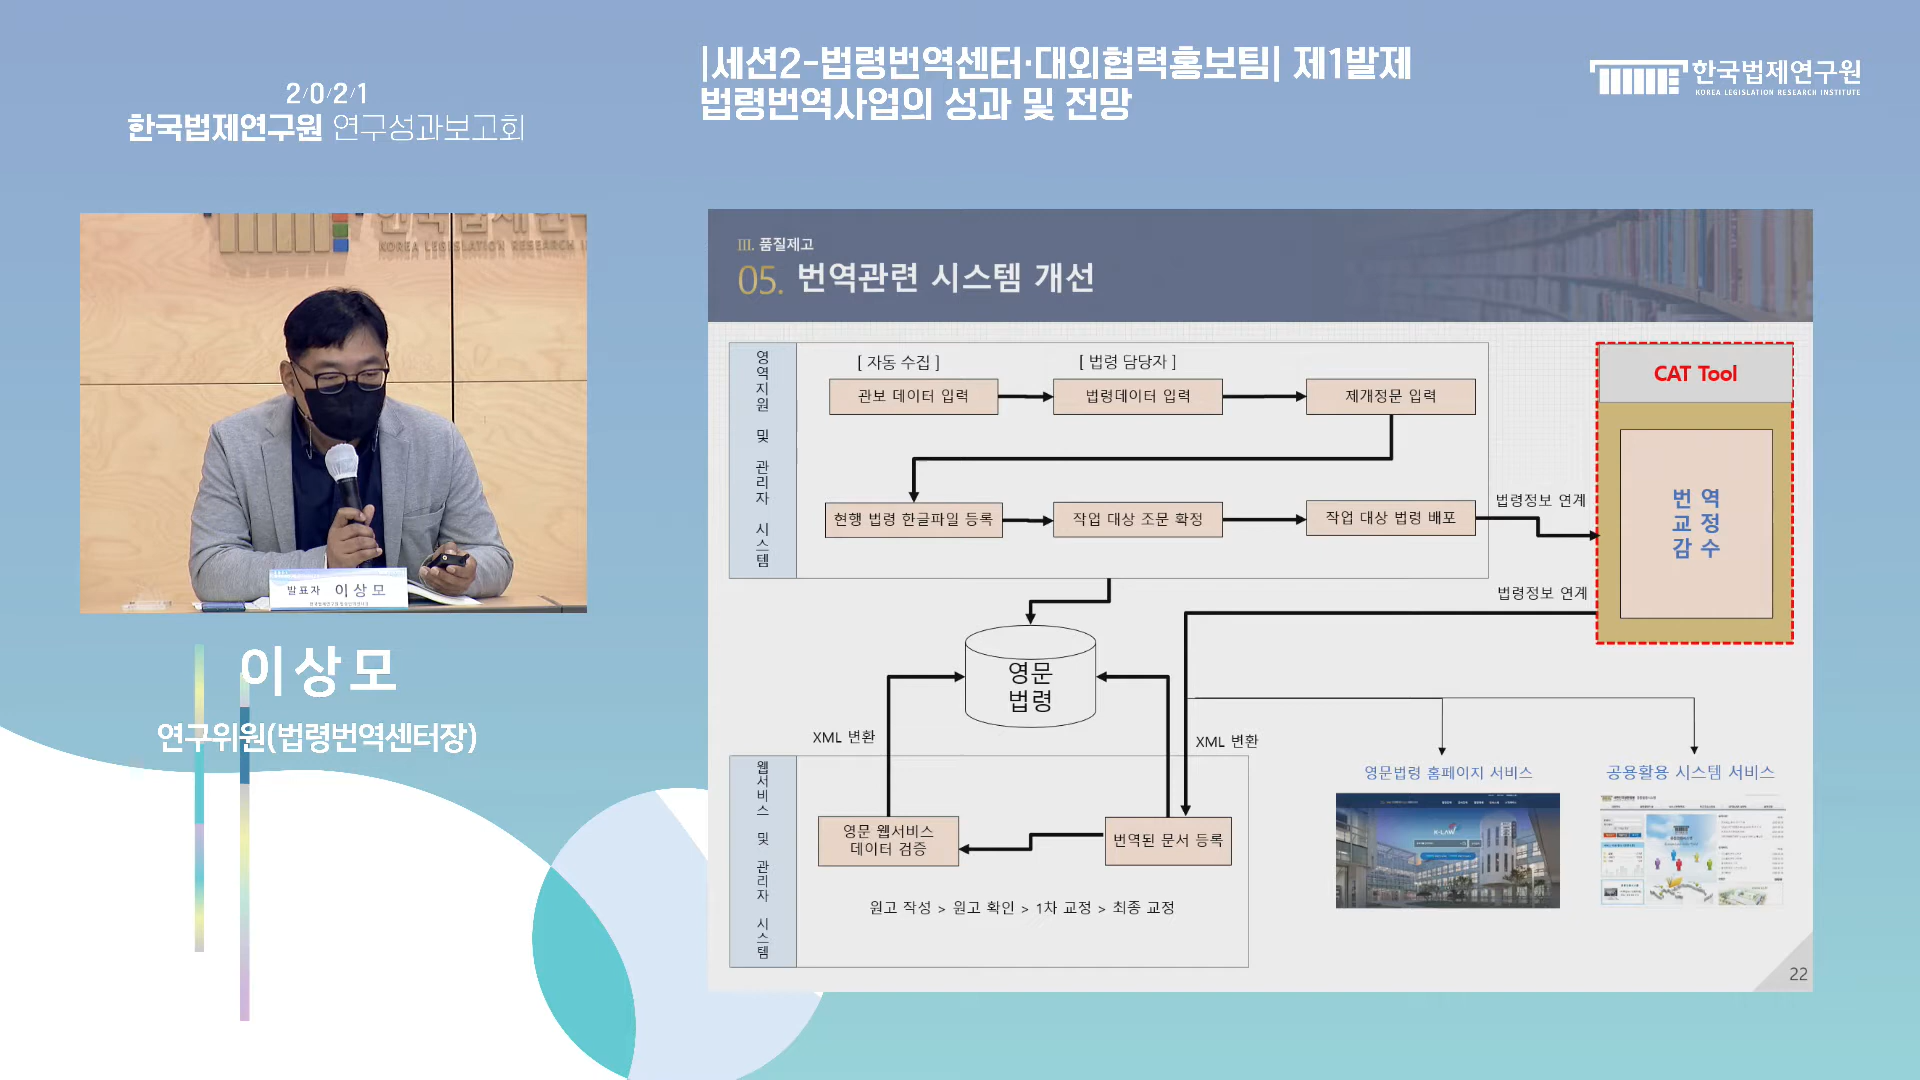 2/0/2/1
한국법제연구원 연구성과보고회
|세션2-법령번역센터·대외협력홍보팀| 제1발제
법령번역사업의 성과 및 전망
한국법제연구원
KOREA LEGISLATION RESEARCH INSTITUTE
KOREA LEGISLATION RESEARCH I
발표자 이상모
이상모
연구위원(법령번역센터장)
III. 품질제고
05. 번역관련 시스템 개선
영역지원 및 관리자 시스템
[ 자동 수집 ]
[ 법령 담당자 ]
관보 데이터 입력
법령데이터 입력
제개정문 입력
현행 법령 한글파일 등록
작업 대상 조문 확정
작업 대상 법령 배포
법령정보 연계
CAT Tool
번 역
교 정
감 수
법령정보 연계
영문
법령
XML 변환
XML 변환
웹서비스 및 관리자 시스템
영문 웹서비스
데이터 검증
번역된 문서 등록
원고 작성 > 원고 확인 > 1차 교정 > 최종 교정
영문법령 홈페이지 서비스
공용활용 시스템 서비스
K-LAW
22